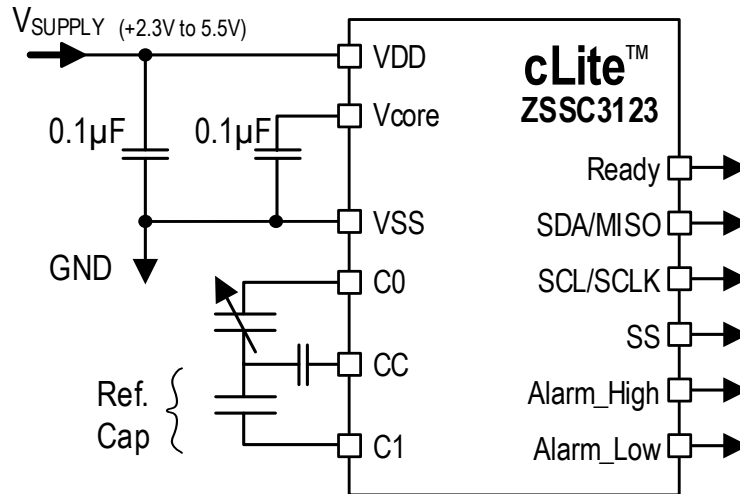 VSUPPLY (+2.3V to 5.5V)
0.1µF
0.1µF
GND
Ref.
Cap
VDD
Vcore
VSS
C0
CC
C1
cLite™
ZSSC3123
Ready
SDA/MISO
SCL/SCLK
SS
Alarm_High
Alarm_Low